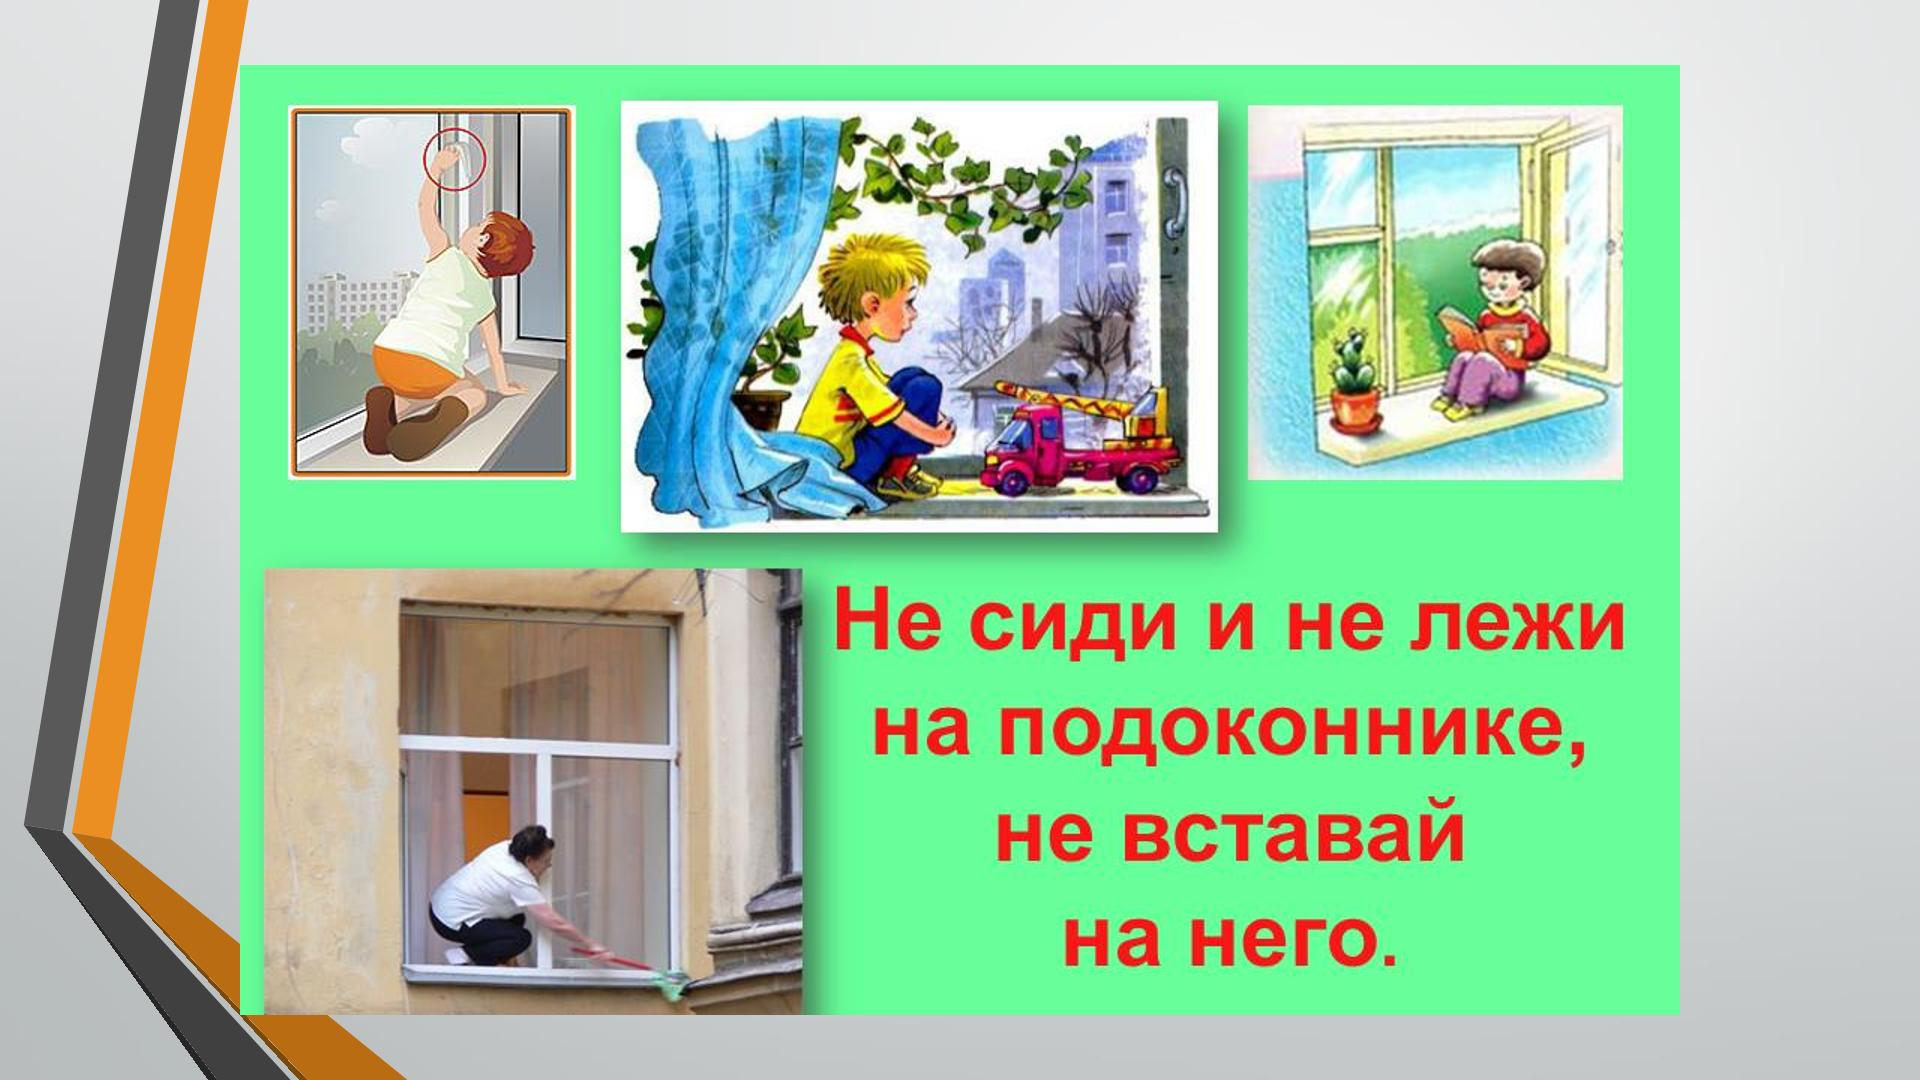 Не сиди и не лежи
на подоконнике,
не вставай
на него.